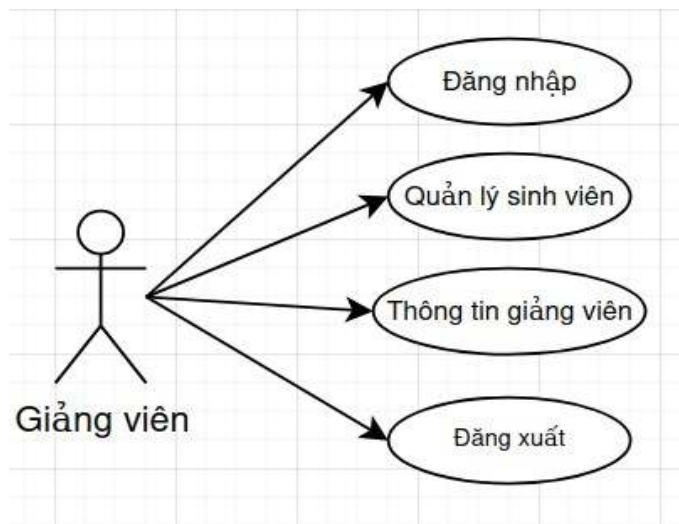 Đăng nhập
Quản lý sinh viên
Thông tin giảng viên
Giảng viên
Đăng xuất